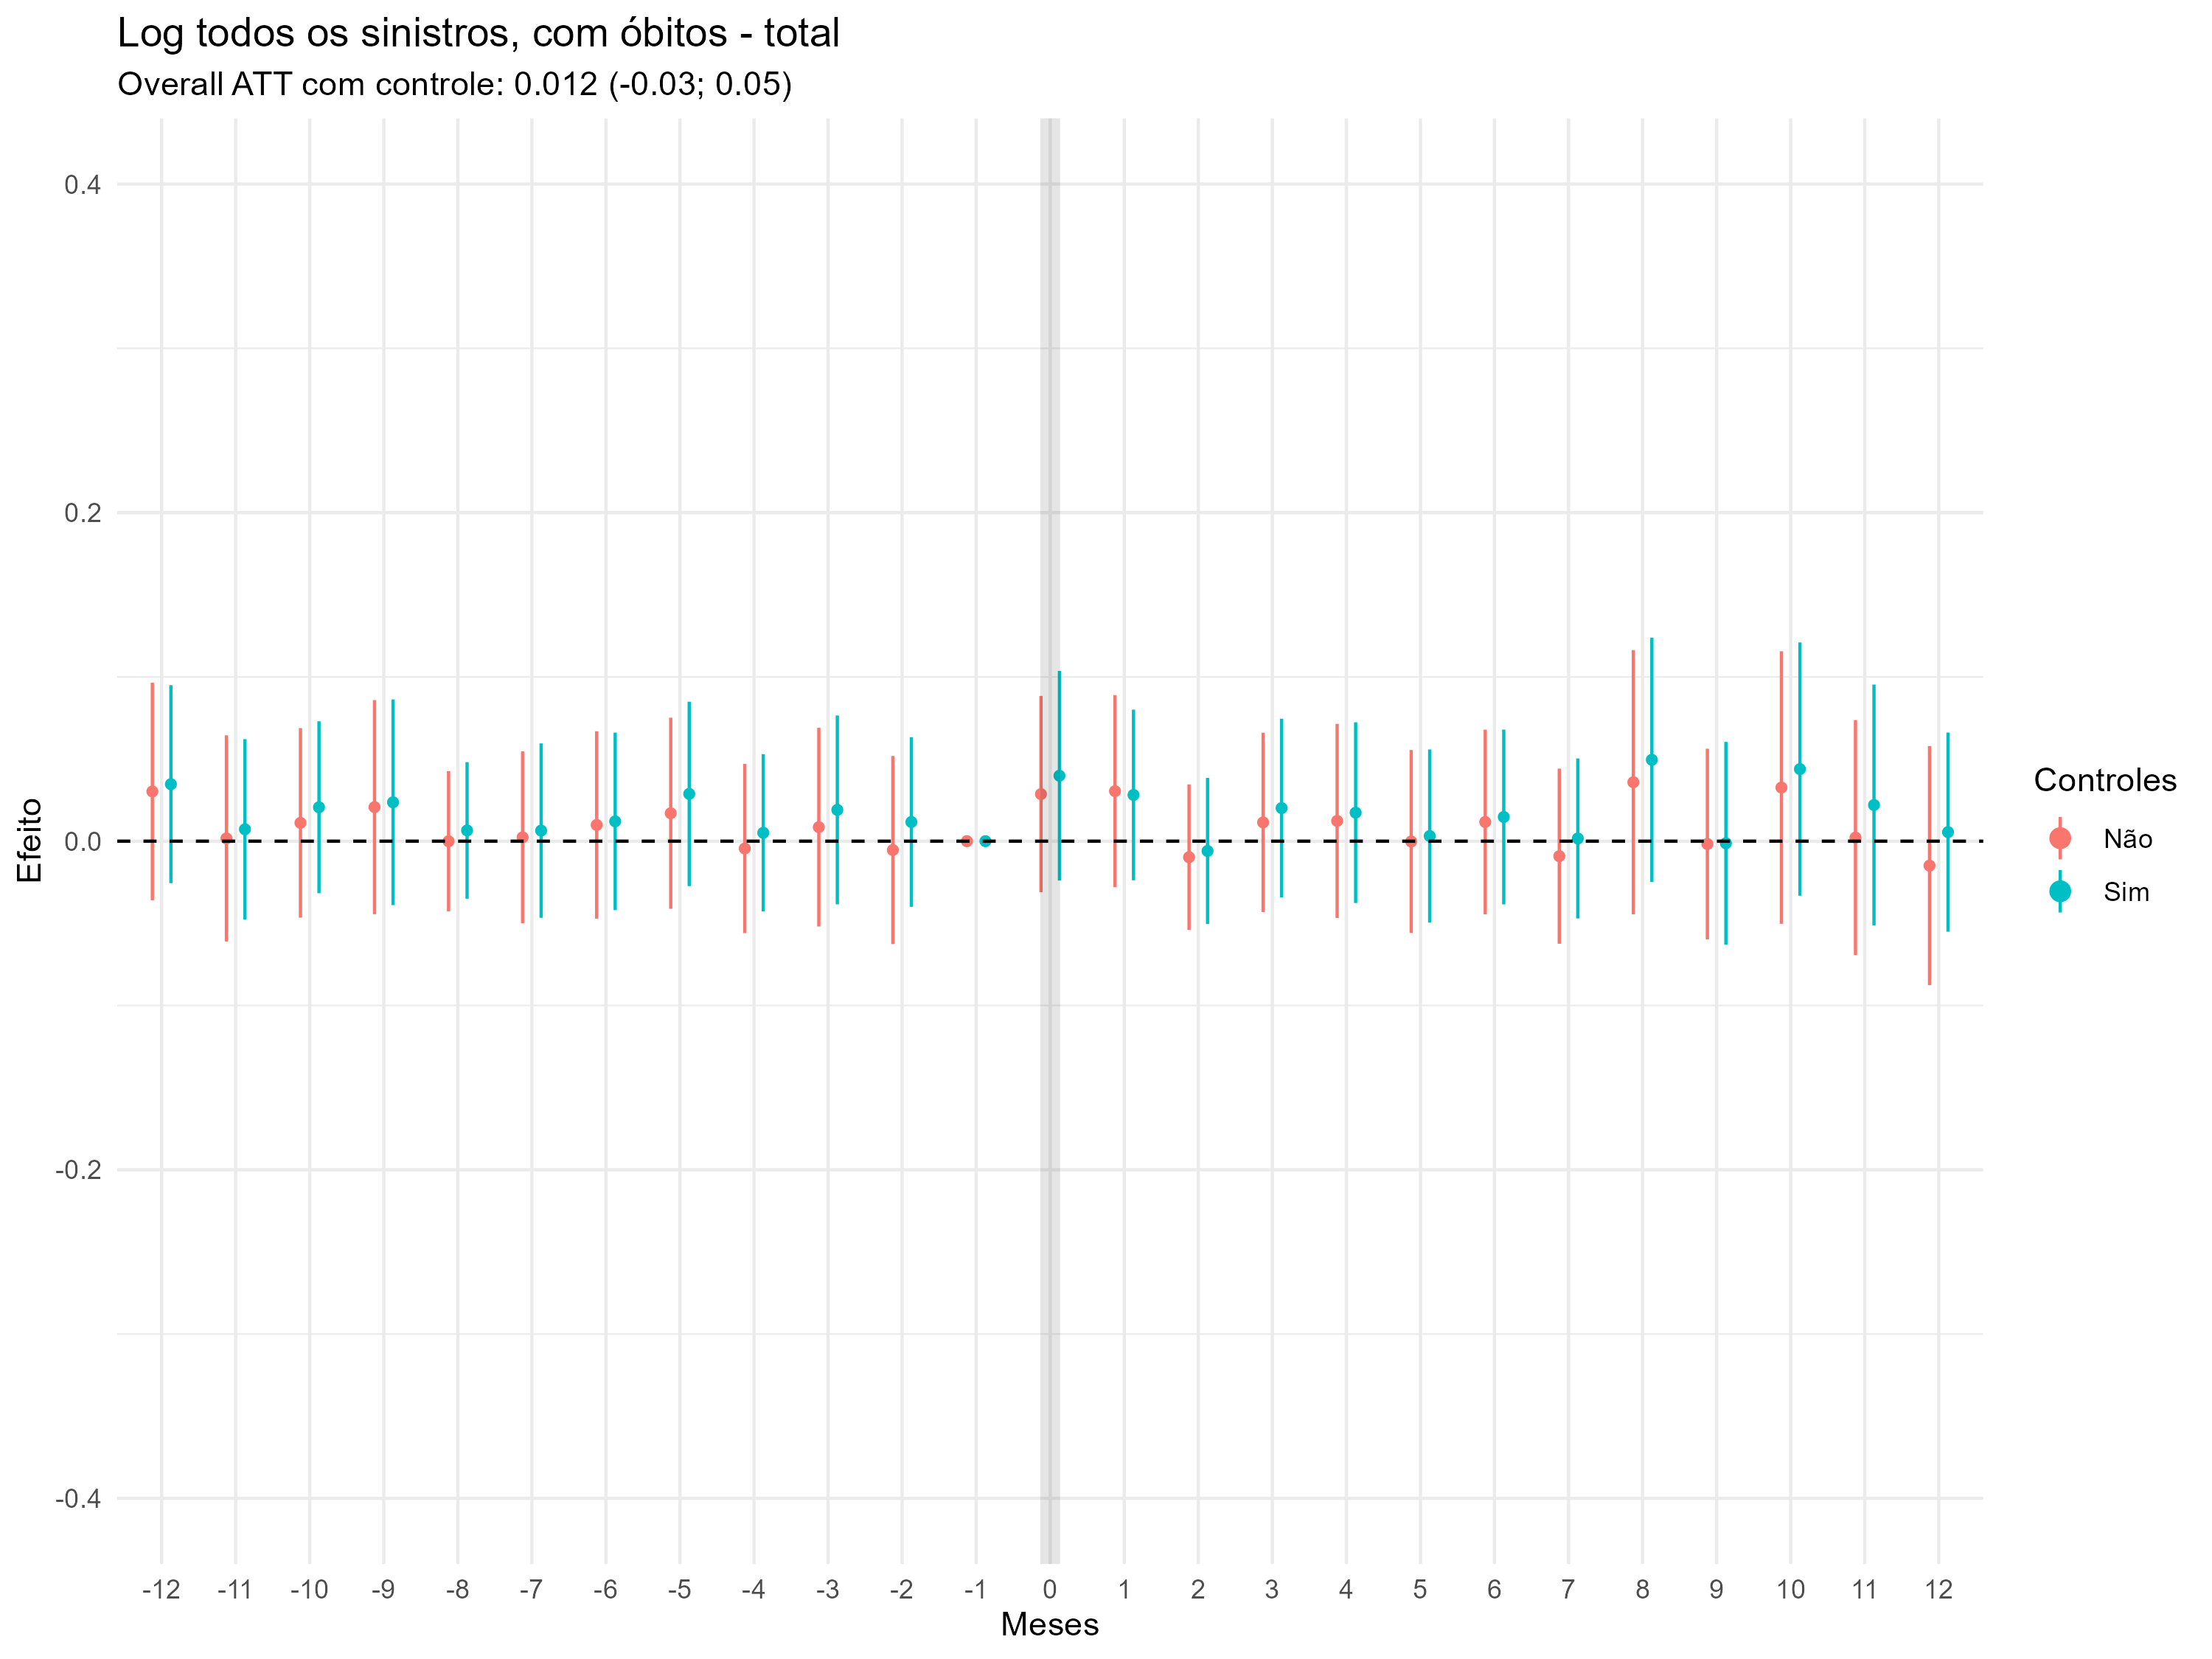 Log todos os sinistros, com óbitos - total
Overall ATT com controle: 0.012 (-0.03; 0.05)
Efeito
0.4
0.2
0.0
-0.2
-0.4
-12 -11 -10 -9 -8 -7 -6 -5 -4 -3 -2 -1 0 1 2 3 4 5 6 7 8 9 10 11 12
Meses
Controles
Não
Sim